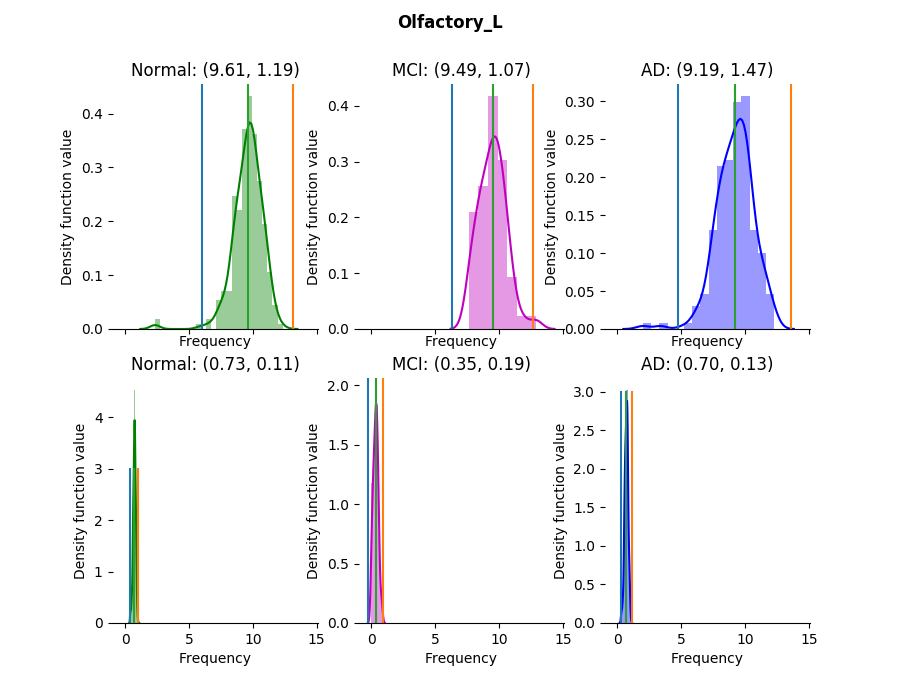 Olfactory_L
Normal: (9.61, 1.19)
MCI: (9.49, 1.07)
AD: (9.19, 1.47)
Density function value
0.4
0.3
0.2
0.1
0.0
Frequency
Density function value
0.4
0.3
0.2
0.1
0.0
Frequency
Density function value
0.30
0.25
0.20
0.15
0.10
0.05
0.00
Frequency
Normal: (0.73, 0.11)
MCI: (0.35, 0.19)
AD: (0.70, 0.13)
Density function value
4
3
2
1
0
0 5 10 15
Frequency
Density function value
2.0
1.5
1.0
0.5
0.0
0 5 10 15
Frequency
Density function value
3.0
2.5
2.0
1.5
1.0
0.5
0.0
0 5 10 15
Frequency